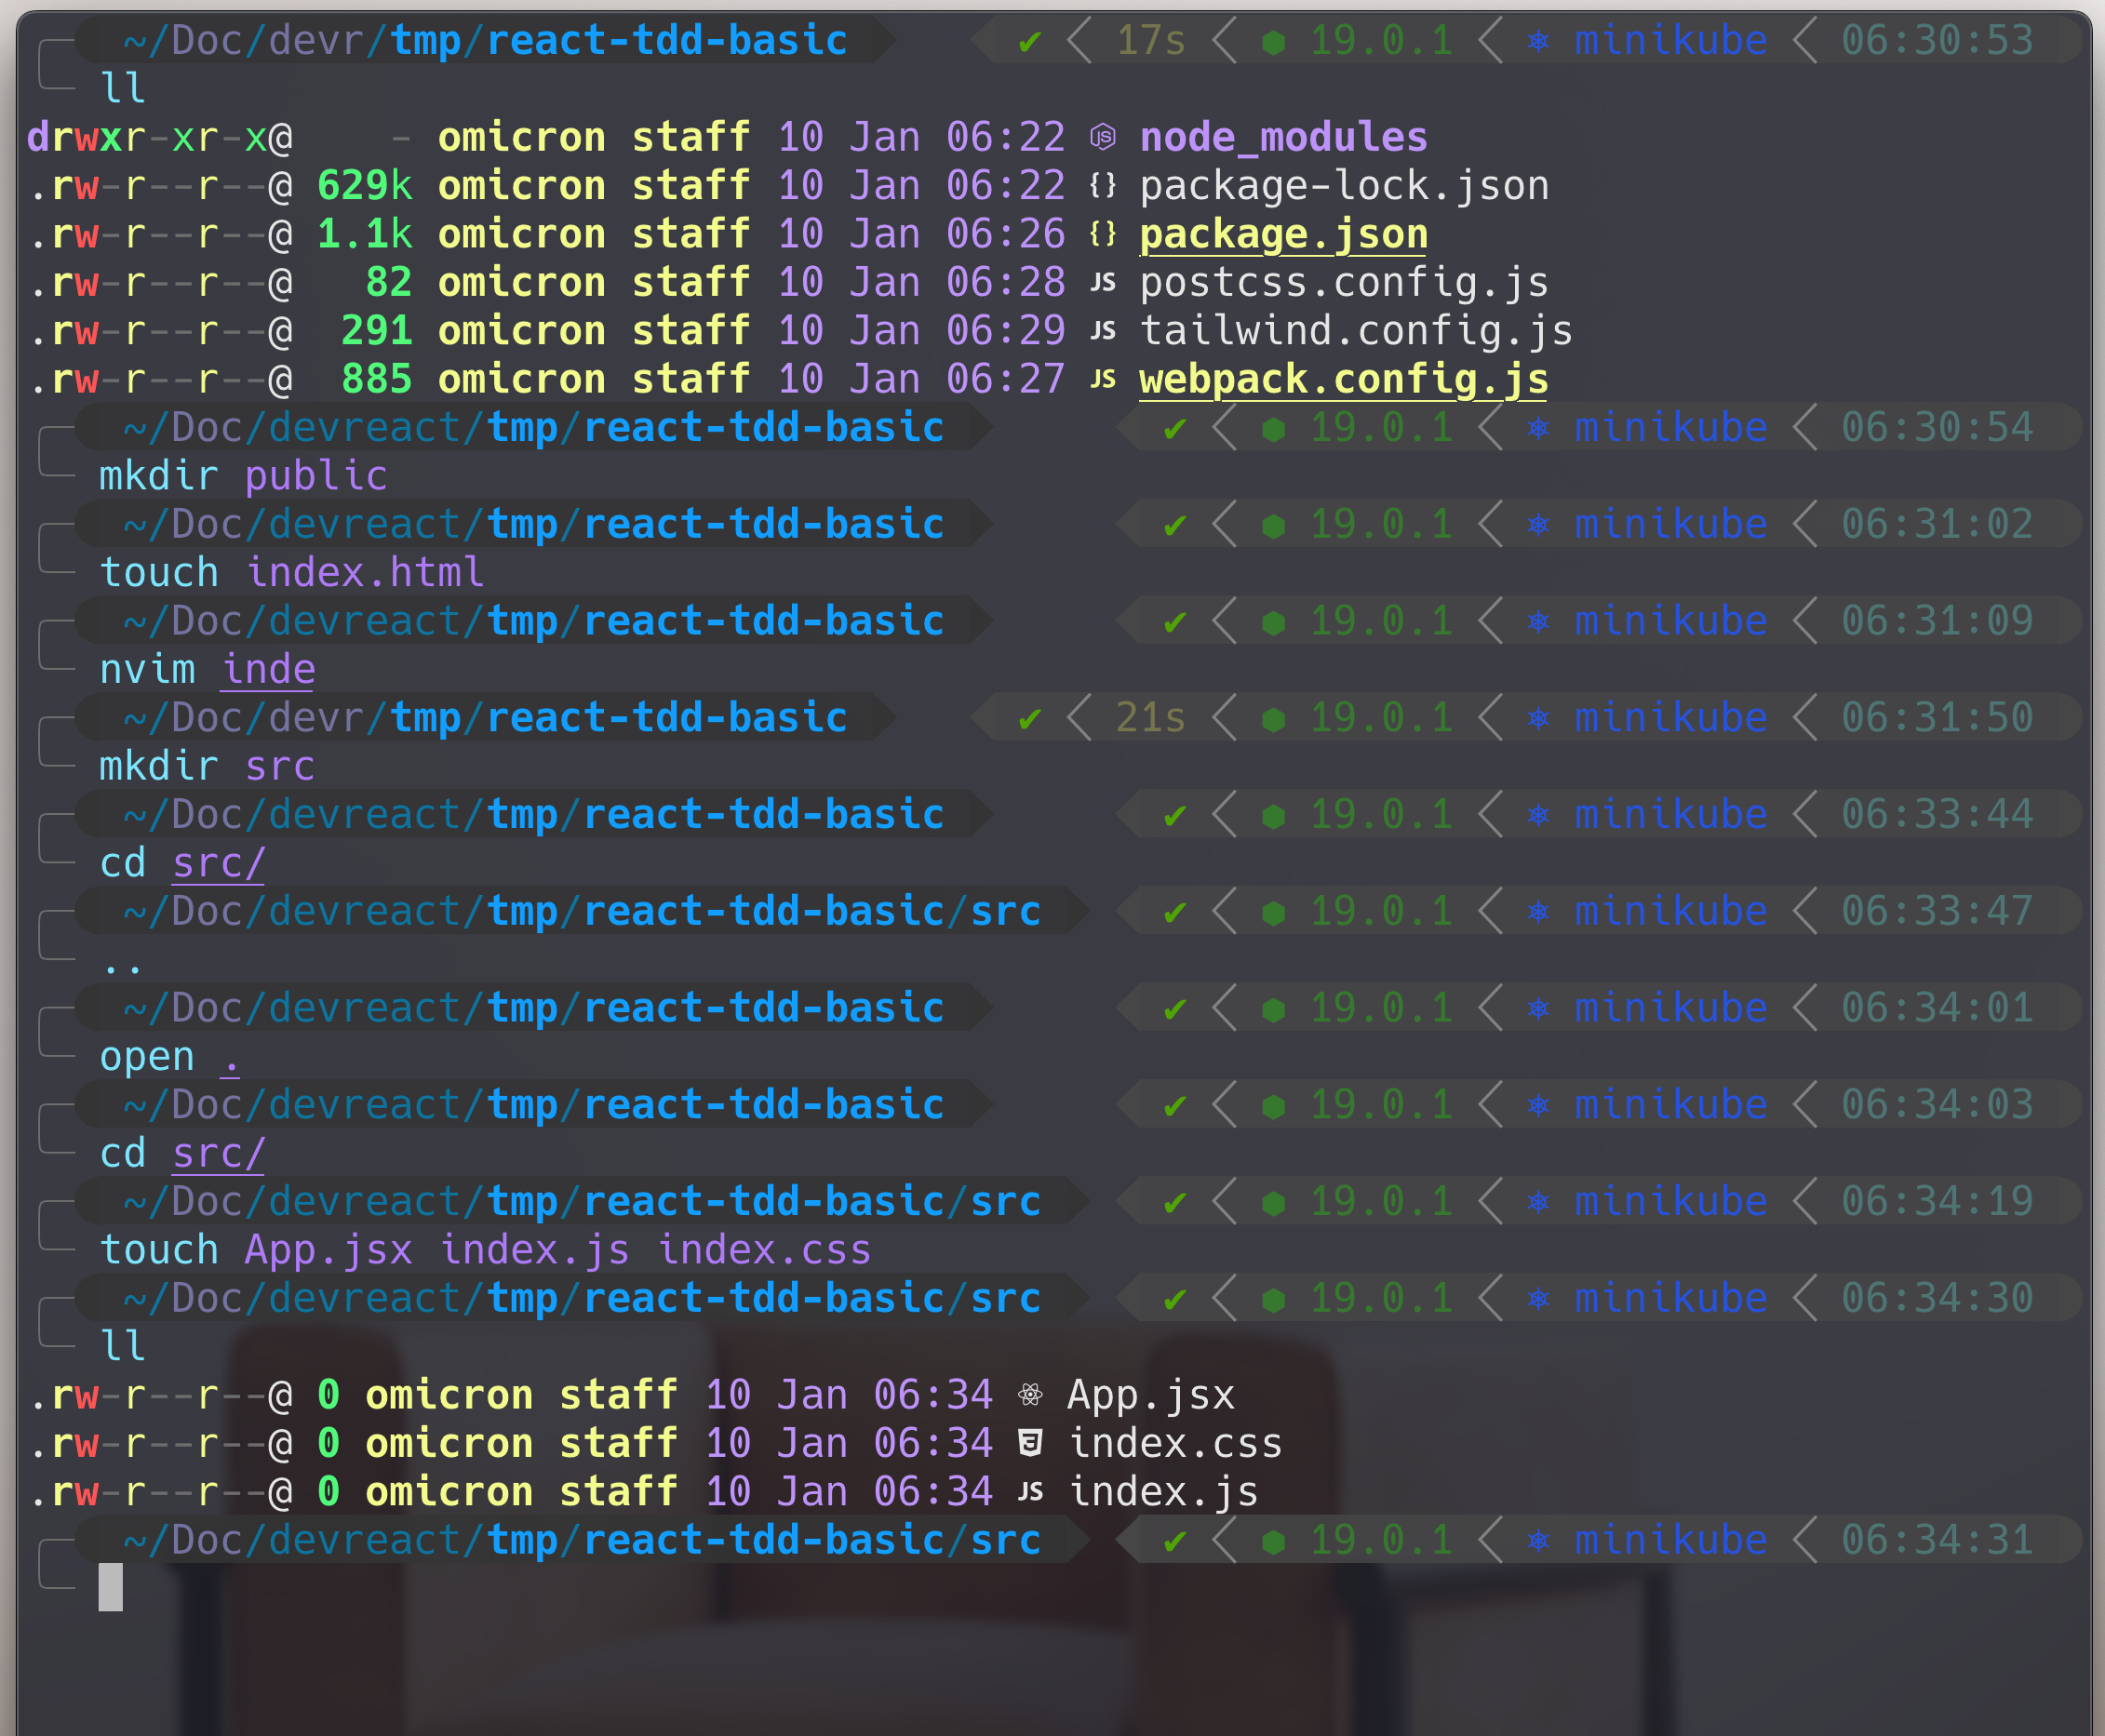 ~/Doc/devr/tmp/react-tdd-basic ✔ 17s ⬢ 19.0.1 ⎈ minikube 06:30:53
ll
drwxr-xr-x@ - omicron staff 10 Jan 06:22 node_modules
.rw-r--r--@ 629k omicron staff 10 Jan 06:22 {} package-lock.json
.rw-r--r--@ 1.1k omicron staff 10 Jan 06:26 {} package.json
.rw-r--r--@ 82 omicron staff 10 Jan 06:28 JS postcss.config.js
.rw-r--r--@ 291 omicron staff 10 Jan 06:29 JS tailwind.config.js
.rw-r--r--@ 885 omicron staff 10 Jan 06:27 JS webpack.config.js
~/Doc/devreact/tmp/react-tdd-basic ✔ ⬢ 19.0.1 ⎈ minikube 06:30:54
mkdir public
~/Doc/devreact/tmp/react-tdd-basic ✔ ⬢ 19.0.1 ⎈ minikube 06:31:02
touch index.html
~/Doc/devreact/tmp/react-tdd-basic ✔ ⬢ 19.0.1 ⎈ minikube 06:31:09
nvim inde
~/Doc/devr/tmp/react-tdd-basic ✔ 21s ⬢ 19.0.1 ⎈ minikube 06:31:50
mkdir src
~/Doc/devreact/tmp/react-tdd-basic ✔ ⬢ 19.0.1 ⎈ minikube 06:33:44
cd src/
~/Doc/devreact/tmp/react-tdd-basic/src ✔ ⬢ 19.0.1 ⎈ minikube 06:33:47
..
~/Doc/devreact/tmp/react-tdd-basic ✔ ⬢ 19.0.1 ⎈ minikube 06:34:01
open .
~/Doc/devreact/tmp/react-tdd-basic ✔ ⬢ 19.0.1 ⎈ minikube 06:34:03
cd src/
~/Doc/devreact/tmp/react-tdd-basic/src ✔ ⬢ 19.0.1 ⎈ minikube 06:34:19
touch App.jsx index.js index.css
~/Doc/devreact/tmp/react-tdd-basic/src ✔ ⬢ 19.0.1 ⎈ minikube 06:34:30
ll
.rw-r--r--@ 0 omicron staff 10 Jan 06:34 App.jsx
.rw-r--r--@ 0 omicron staff 10 Jan 06:34 index.css
.rw-r--r--@ 0 omicron staff 10 Jan 06:34 JS index.js
~/Doc/devreact/tmp/react-tdd-basic/src ✔ ⬢ 19.0.1 ⎈ minikube 06:34:31